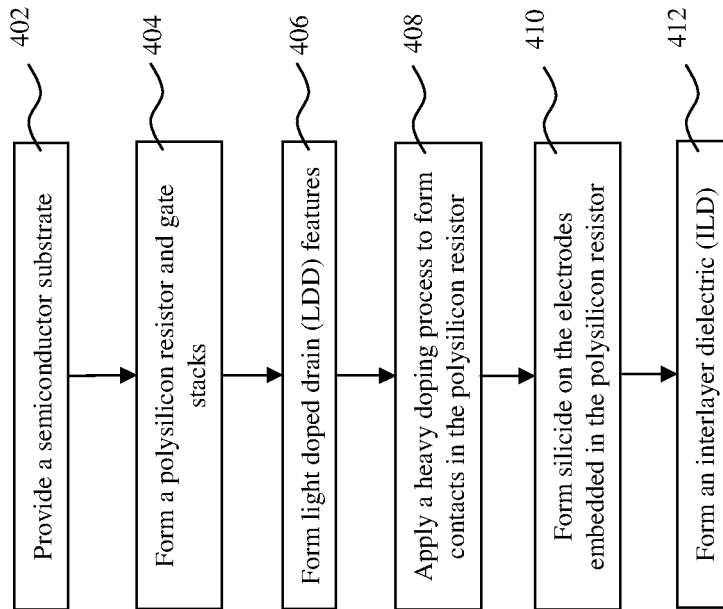 402
Provide a semiconductor substrate
404
Form a polysilicon resistor and gate
stacks
406
Form light doped drain (LDD) features
408
Apply a heavy doping process to form
contacts in the polysilicon resistor
410
Form silicide on the electrodes
embedded in the polysilicon resistor
412
Form an interlayer dielectric (ILD)